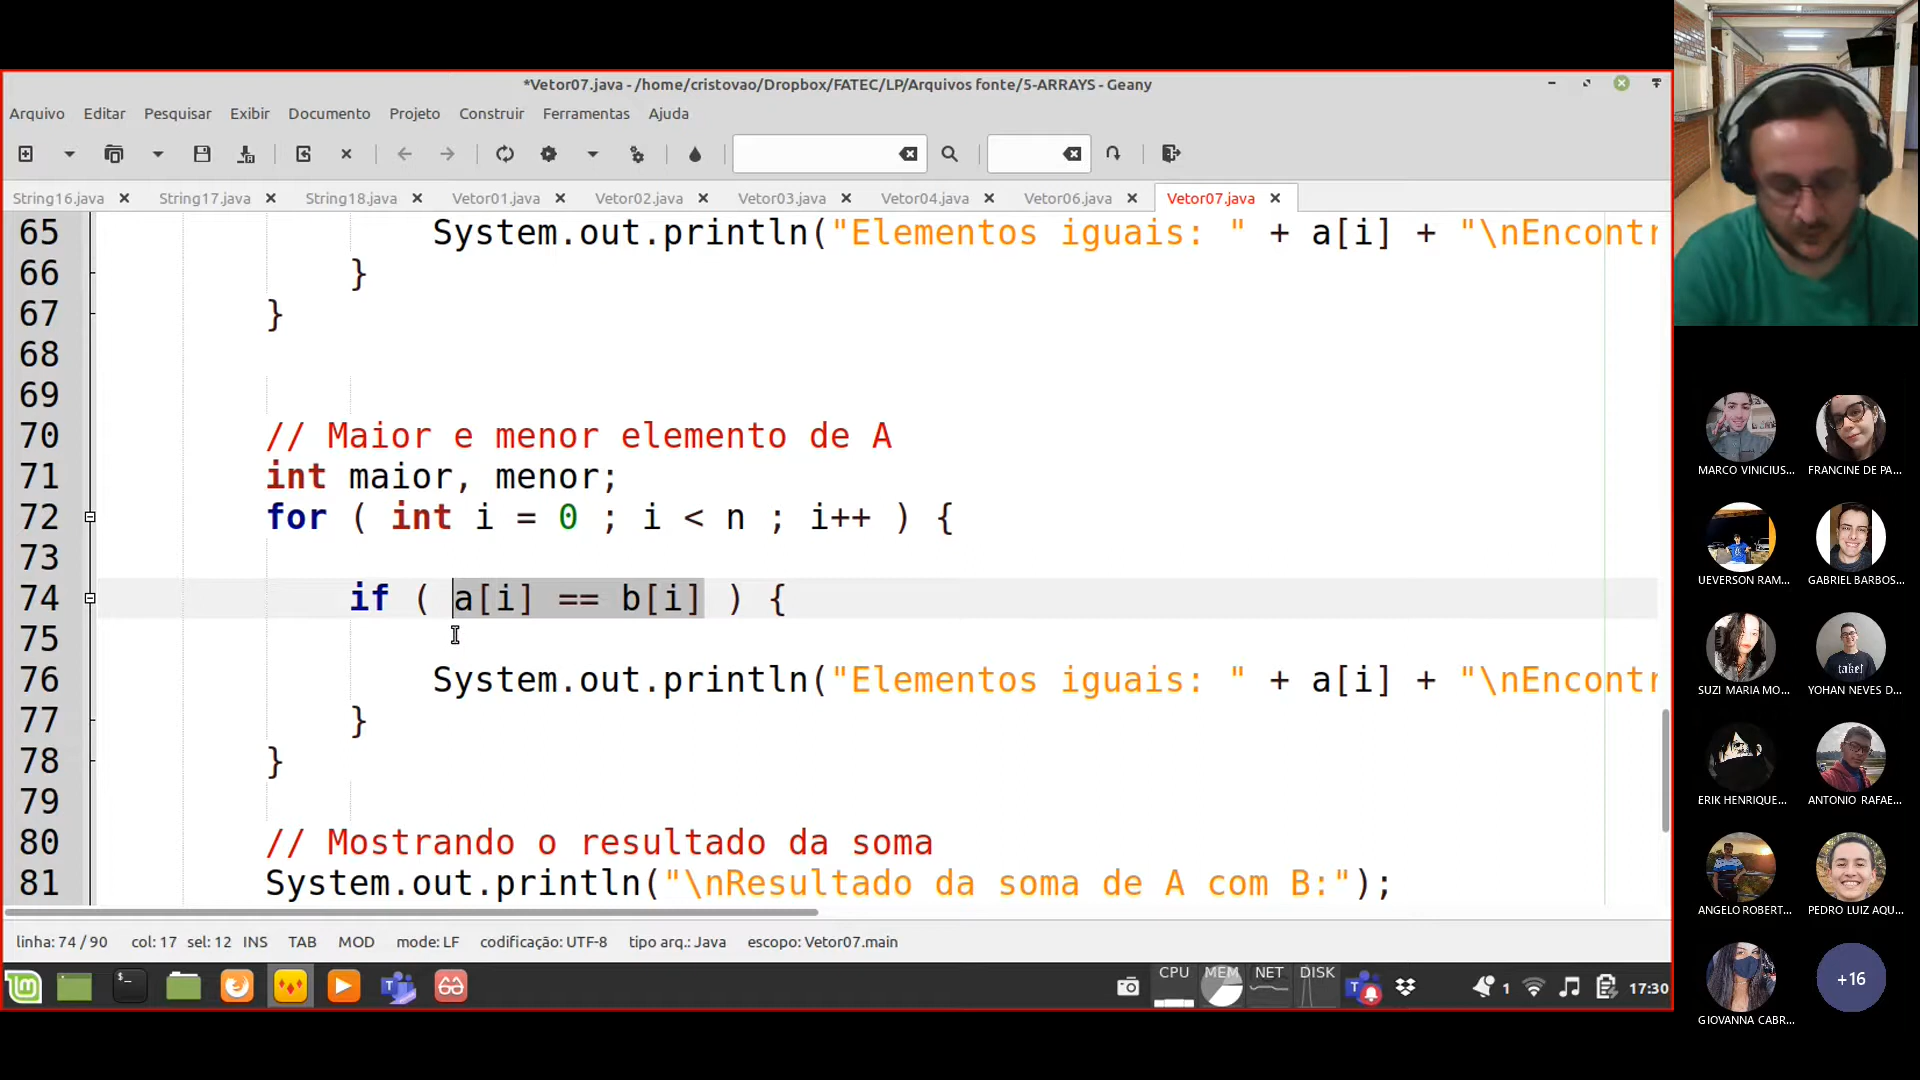 *Vetor07.java - /home/cristovao/Dropbox/FATEC/LP/Arquivos fonte/5-ARRAYS - Geany
Arquivo Editar Pesquisar Exibir Documento Projeto Construir Ferramentas Ajuda
String16.java String17.java String18.java Vetor01.java Vetor02.java Vetor03.java Vetor04.java Vetor06.java Vetor07.java
65 System.out.println("Elementos iguais: " + a[i] + "\nEncontr
66 }
67 }
68
69
70 // Maior e menor elemento de A
71 int maior, menor;
72 for ( int i = 0 ; i < n ; i++ ) {
73
74 if ( a[i] == b[i] ) {
75
76 System.out.println("Elementos iguais: " + a[i] + "\nEncontr
77 }
78 }
79
80 // Mostrando o resultado da soma
81 System.out.println("\nResultado da soma de A com B:");
linha: 74 / 90 col: 17 sel: 12 INS TAB MOD mode: LF codificação: UTF-8 tipo arq.: Java escopo: Vetor07.main
CPU MEM NET DISK 1 17:30
MARCO VINICIUS... FRANCINE DE PA...
UEVERSON RAM... GABRIEL BARBOS...
SUZI MARIA MO... YOHAN NEVES D...
ERIK HENRIQUE... ANTONIO RAFAE...
ANGELO ROBERT... PEDRO LUIZ AQU...
GIOVANNA CABR... +16